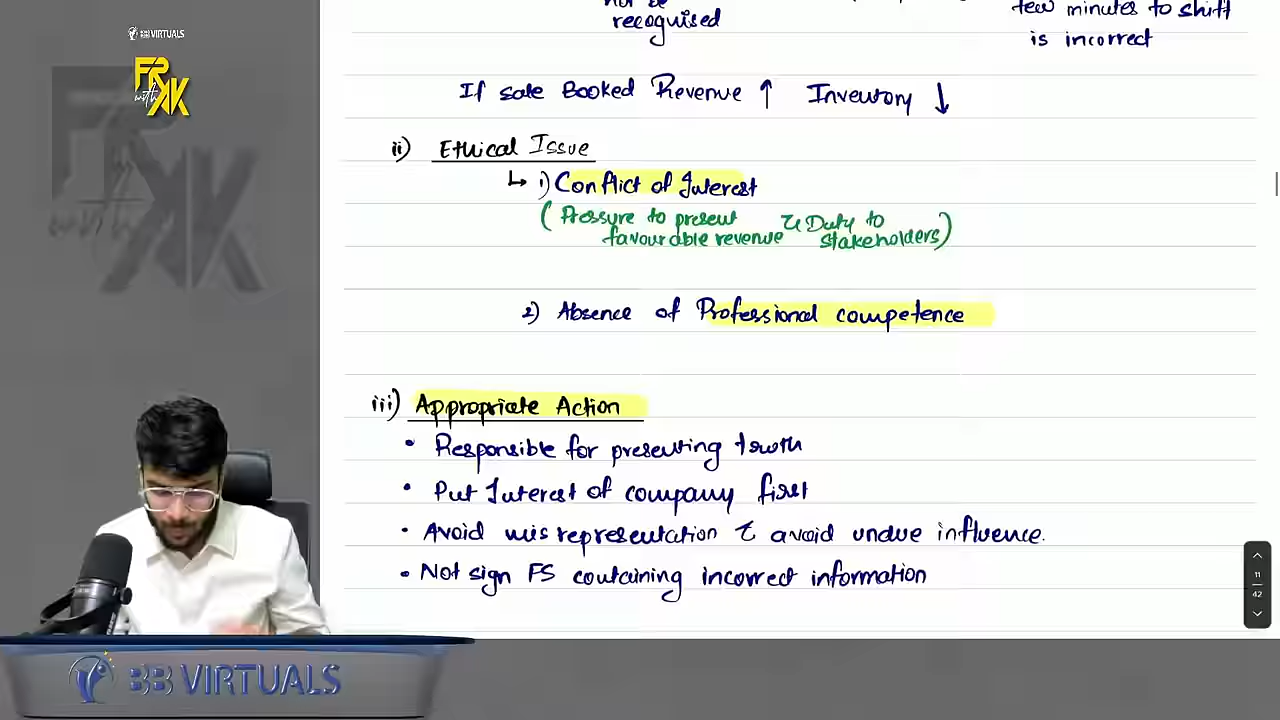 BB VIRTUALS
FR
with
AK
recognised
few minutes to shift
is incorrect
If sale Booked Revenue ↑ Inventory ↓
ii) Ethical Issue
↳ 1) Conflict of Interest
(Pressure to present & Duty to
favourable revenue stakeholders)
2) Absence of Professional competence
iii) Appropriate Action
• Responsible for presenting truth
• Put Interest of company first
• Avoid misrepresentation & avoid undue influence.
• Not sign FS containing incorrect information
11
42
BB VIRTUALS